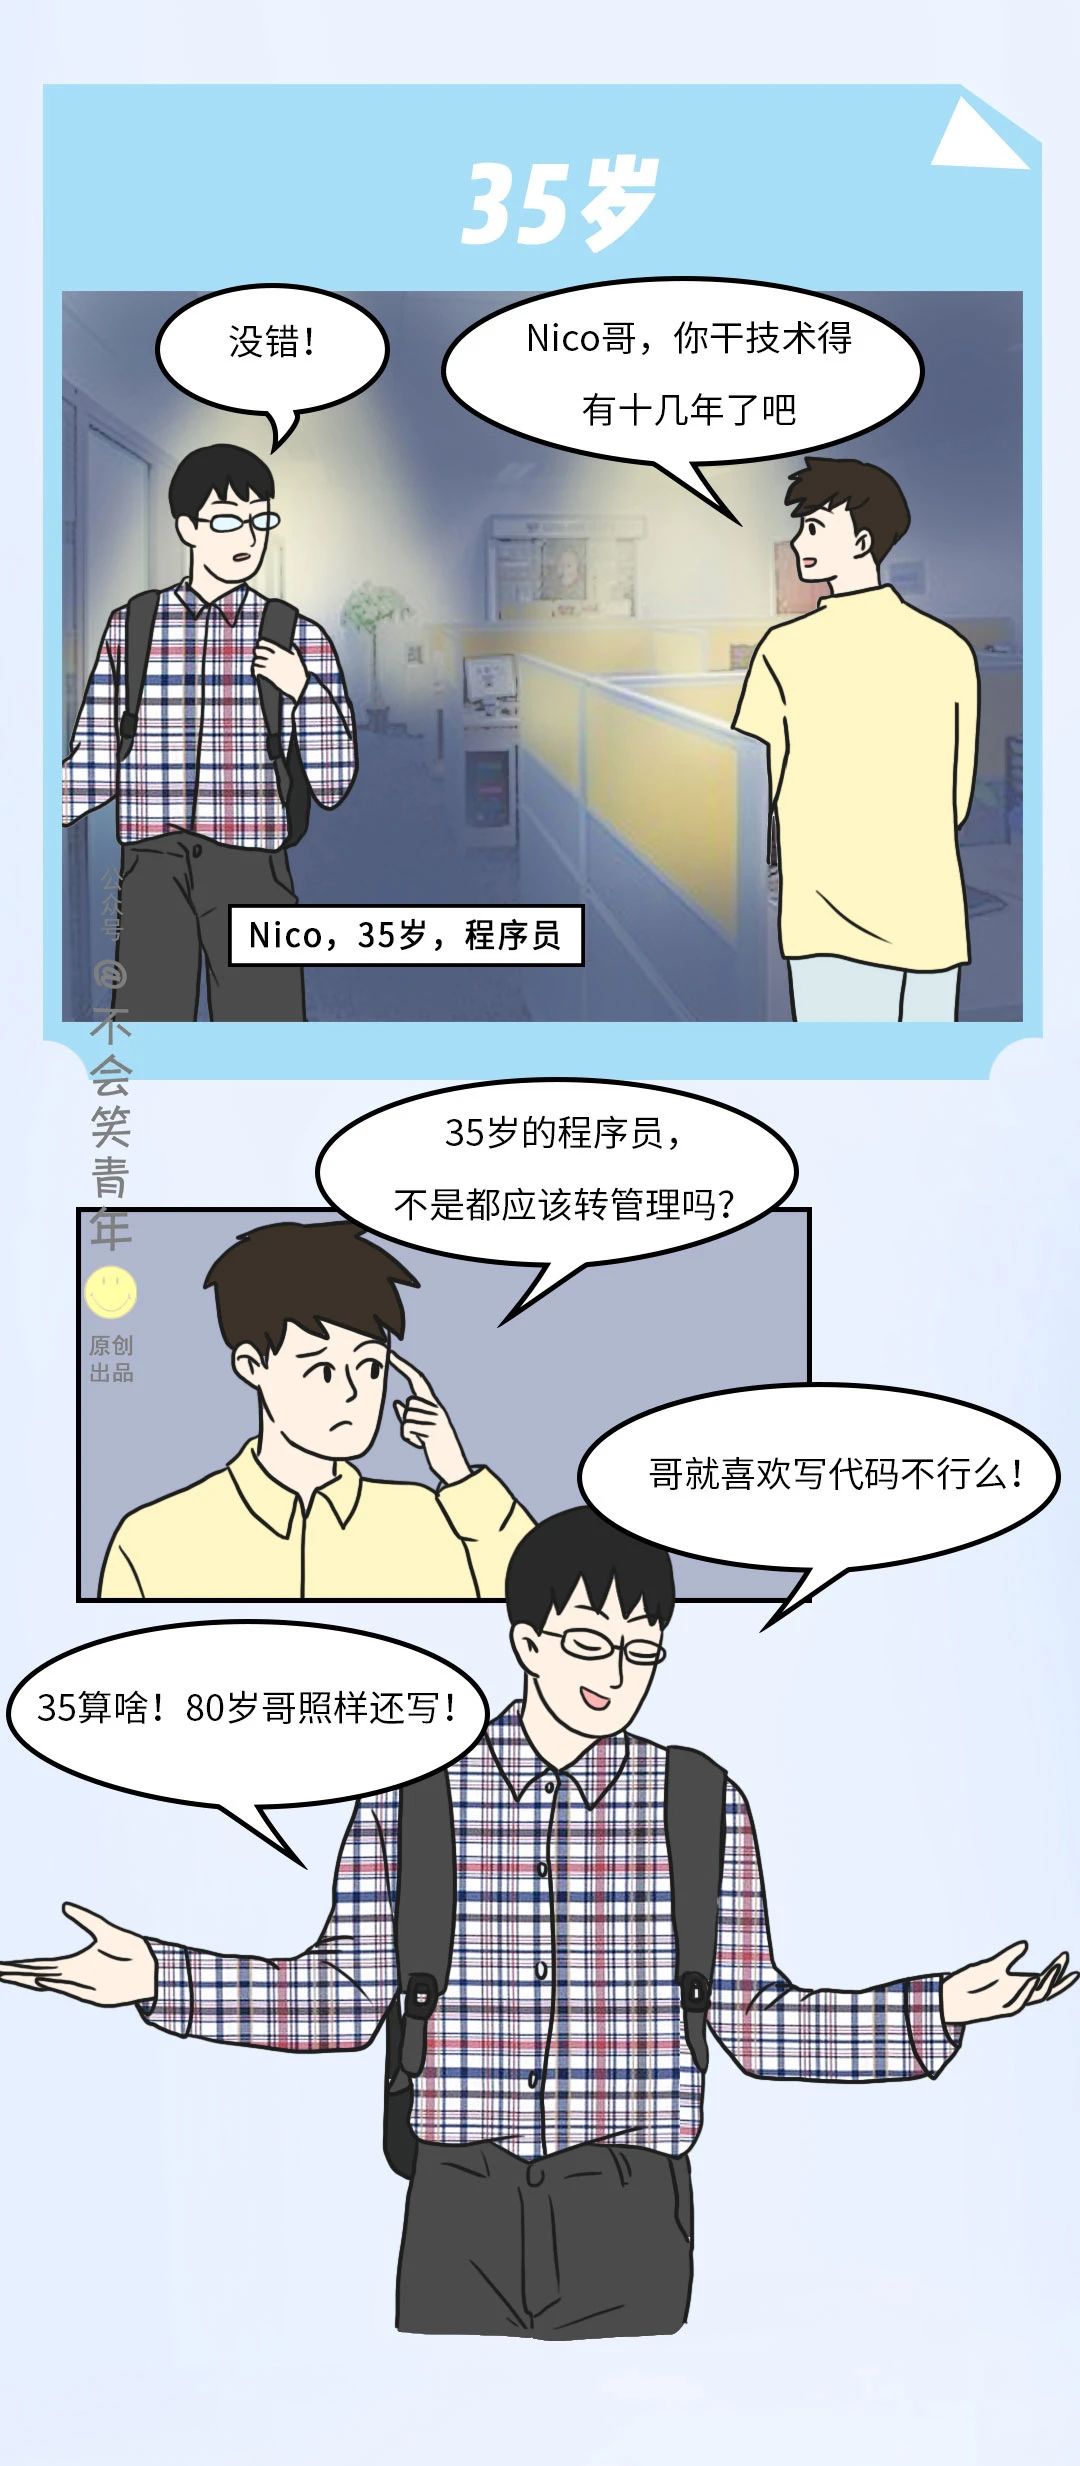 35岁
没错！
Nico哥，你干技术得
有十几年了吧
Nico，35岁，程序员
公众号
不会笑青年
原创
出品
35岁的程序员，
不是都应该转管理吗？
哥就喜欢写代码不行么！
35算啥！80岁哥照样还写！